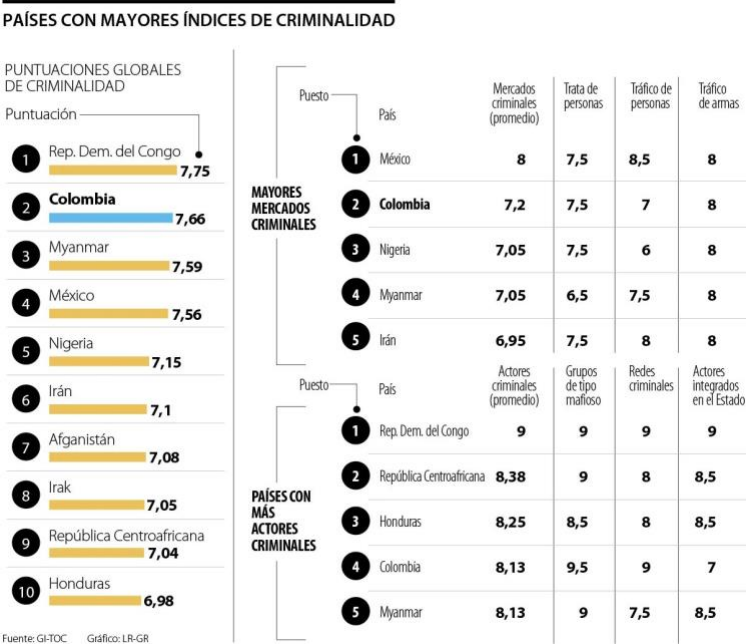 PAÍSES CON MAYORES ÍNDICES DE CRIMINALIDAD
PUNTUACIONES GLOBALES
DE CRIMINALIDAD
Puntuación
1 Rep. Dem. del Congo
7,75
2 Colombia
7,66
3 Myanmar
7,59
4 México
7,56
5 Nigeria
7,15
6 Irán
7,1
7 Afganistán
7,08
8 Irak
7,05
9 República Centroafricana
7,04
10 Honduras
6,98
MAYORES
MERCADOS
CRIMINALES
Puesto
País
Mercados
criminales
(promedio)
Trata de
personas
Tráfico de
personas
Tráfico
de armas
1 México 8 7,5 8,5 8
2 Colombia 7,2 7,5 7 8
3 Nigeria 7,05 7,5 6 8
4 Myanmar 7,05 6,5 7,5 8
5 Irán 6,95 7,5 8 8
PAÍSES CON
MÁS
ACTORES
CRIMINALES
Puesto
País
Actores
criminales
(promedio)
Grupos
de tipo
mafioso
Redes
criminales
Actores
integrados
en el Estado
1 Rep. Dem. del Congo 9 9 9 9
2 República Centroafricana 8,38 9 8 8,5
3 Honduras 8,25 8,5 8 8,5
4 Colombia 8,13 9,5 9 7
5 Myanmar 8,13 9 7,5 8,5
Fuente: GI-TOC Gráfico: LR-GR